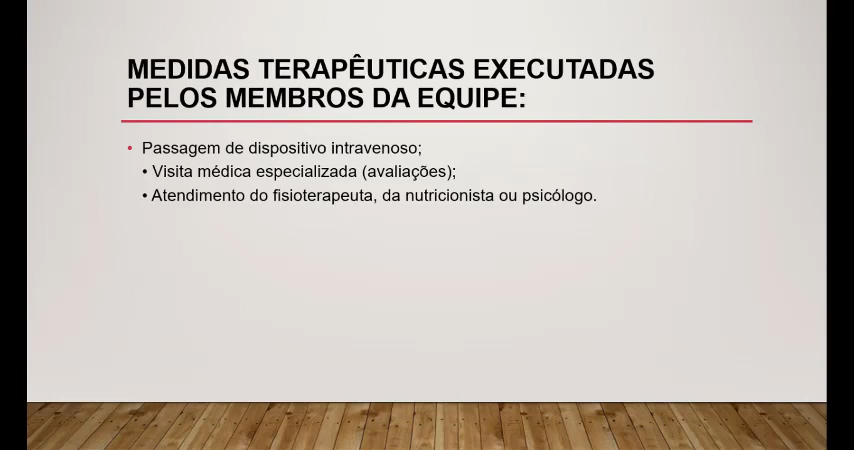 MEDIDAS TERAPÊUTICAS EXECUTADAS
PELOS MEMBROS DA EQUIPE:
• Passagem de dispositivo intravenoso;
• Visita médica especializada (avaliações);
• Atendimento do fisioterapeuta, da nutricionista ou psicólogo.